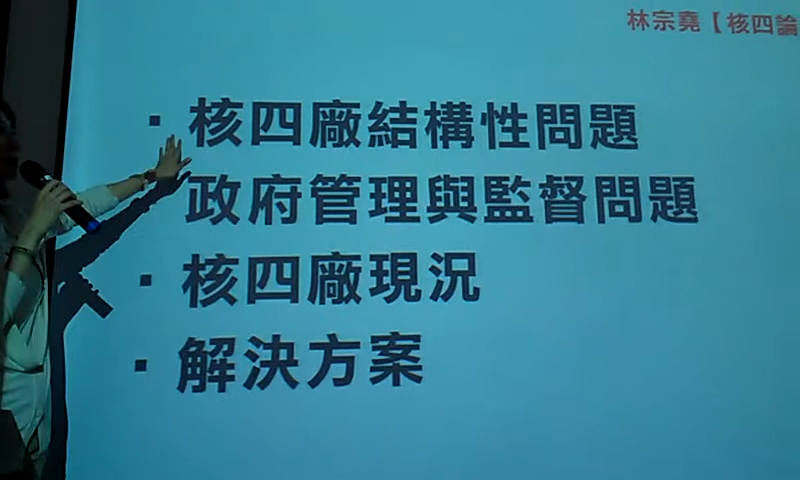 林宗堯【核四論
▪ 核四廠結構性問題
政府管理與監督問題
▪ 核四廠現況
▪ 解決方案